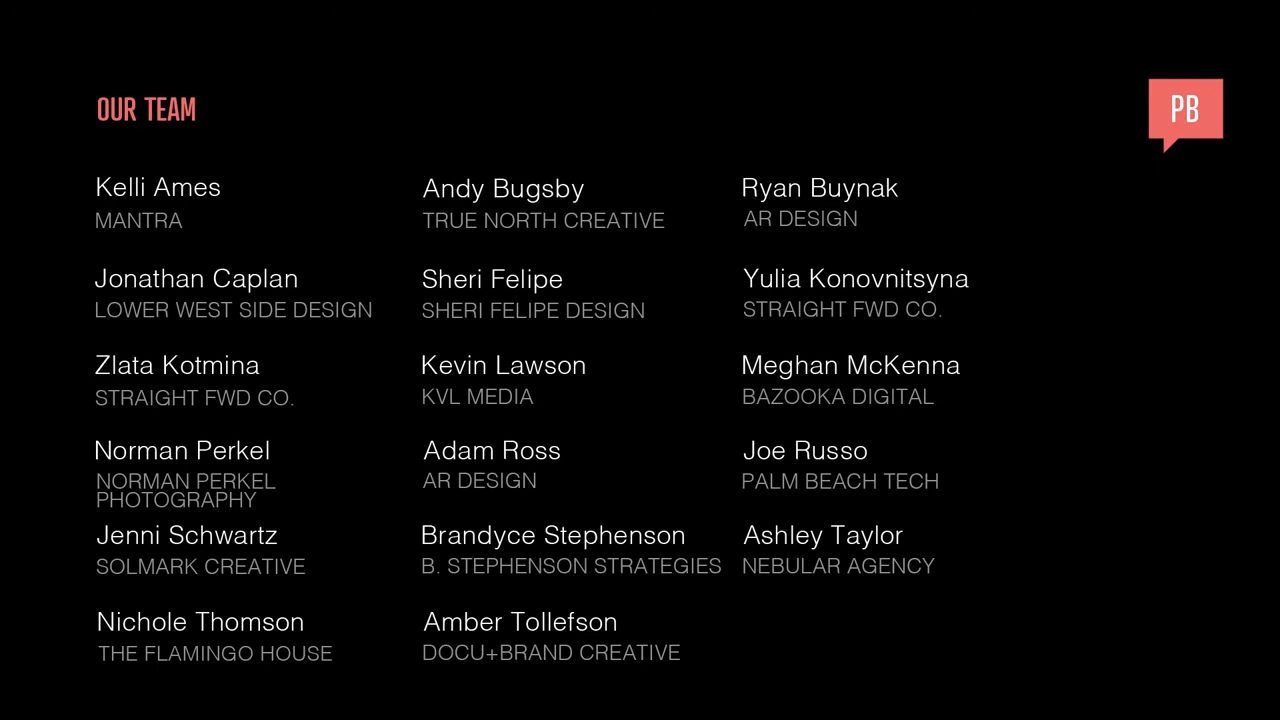 OUR TEAM
PB
Kelli Ames
MANTRA
Andy Bugsby
TRUE NORTH CREATIVE
Ryan Buynak
AR DESIGN
Jonathan Caplan
LOWER WEST SIDE DESIGN
Sheri Felipe
SHERI FELIPE DESIGN
Yulia Konovnitsyna
STRAIGHT FWD CO.
Zlata Kotmina
STRAIGHT FWD CO.
Kevin Lawson
KVL MEDIA
Meghan McKenna
BAZOOKA DIGITAL
Norman Perkel
NORMAN PERKEL
PHOTOGRAPHY
Adam Ross
AR DESIGN
Joe Russo
PALM BEACH TECH
Jenni Schwartz
SOLMARK CREATIVE
Brandyce Stephenson
B. STEPHENSON STRATEGIES
Ashley Taylor
NEBULAR AGENCY
Nichole Thomson
THE FLAMINGO HOUSE
Amber Tollefson
DOCU+BRAND CREATIVE